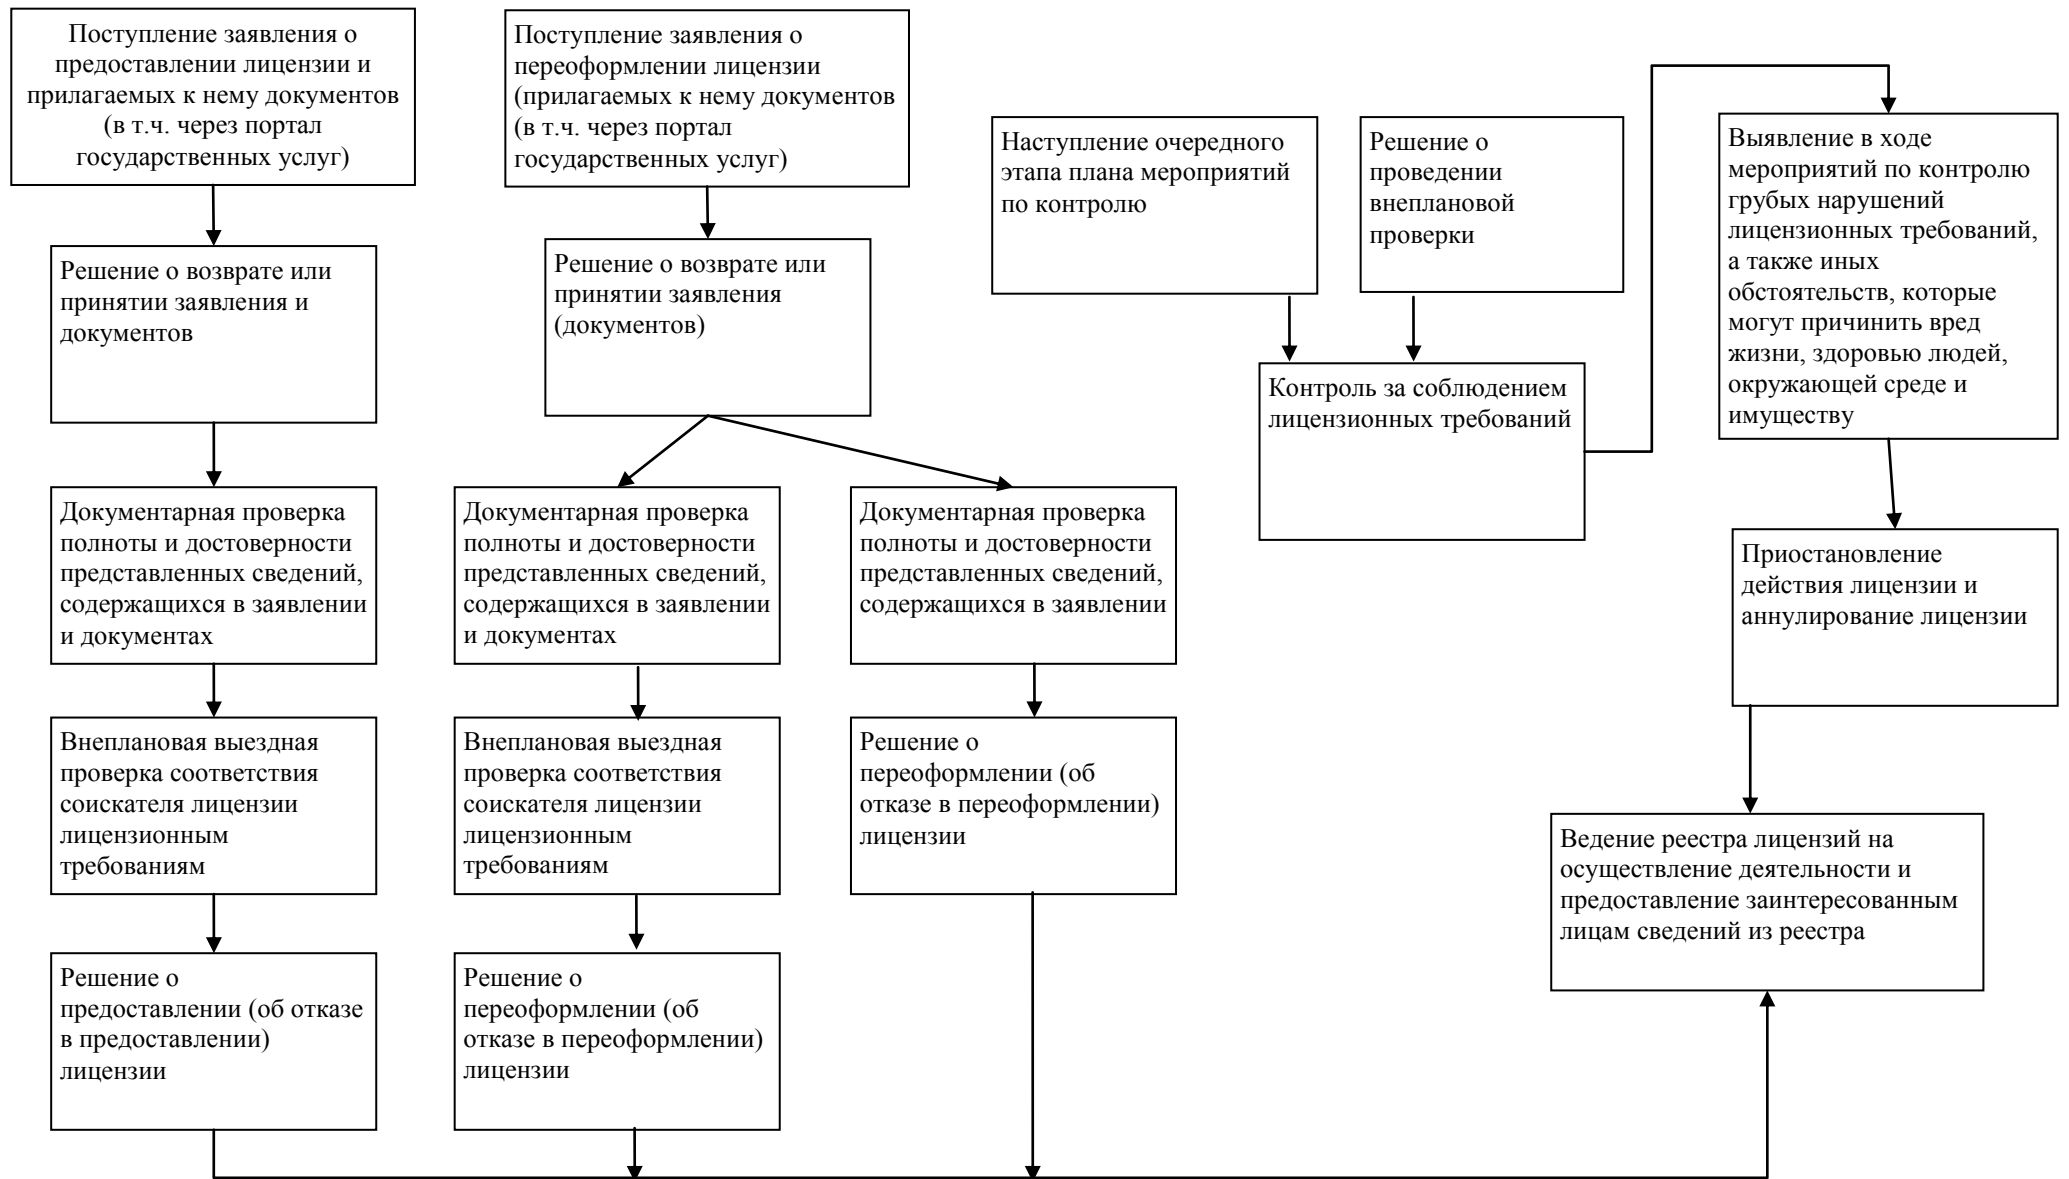 Поступление заявления о
предоставлении лицензии и
прилагаемых к нему документов
(в т.ч. через портал
государственных услуг)
Решение о возврате или
принятии заявления и
документов
Документарная проверка
полноты и достоверности
представленных сведений,
содержащихся в заявлении
и документах
Внеплановая выездная
проверка соответствия
соискателя лицензии
лицензионным
требованиям
Решение о
предоставлении (об отказе
в предоставлении)
лицензии
Поступление заявления о
переоформлении лицензии
(прилагаемых к нему документов
(в т.ч. через портал
государственных услуг)
Решение о возврате или
принятии заявления
(документов)
Документарная проверка
полноты и достоверности
представленных сведений,
содержащихся в заявлении
и документах
Внеплановая выездная
проверка соответствия
соискателя лицензии
лицензионным
требованиям
Решение о
переоформлении (об
отказе в переоформлении)
лицензии
Документарная проверка
полноты и достоверности
представленных сведений,
содержащихся в заявлении
Решение о
переоформлении (об
отказе в переоформлении)
лицензии
Наступление очередного
этапа плана мероприятий
по контролю
Решение о
проведении
внеплановой
проверки
Контроль за соблюдением
лицензионных требований
Выявление в ходе
мероприятий по контролю
грубых нарушений
лицензионных требований,
а также иных
обстоятельств, которые
могут причинить вред
жизни, здоровью людей,
окружающей среде и
имуществу
Приостановление
действия лицензии и
аннулирование лицензии
Ведение реестра лицензий на
осуществление деятельности и
предоставление заинтересованным
лицам сведений из реестра